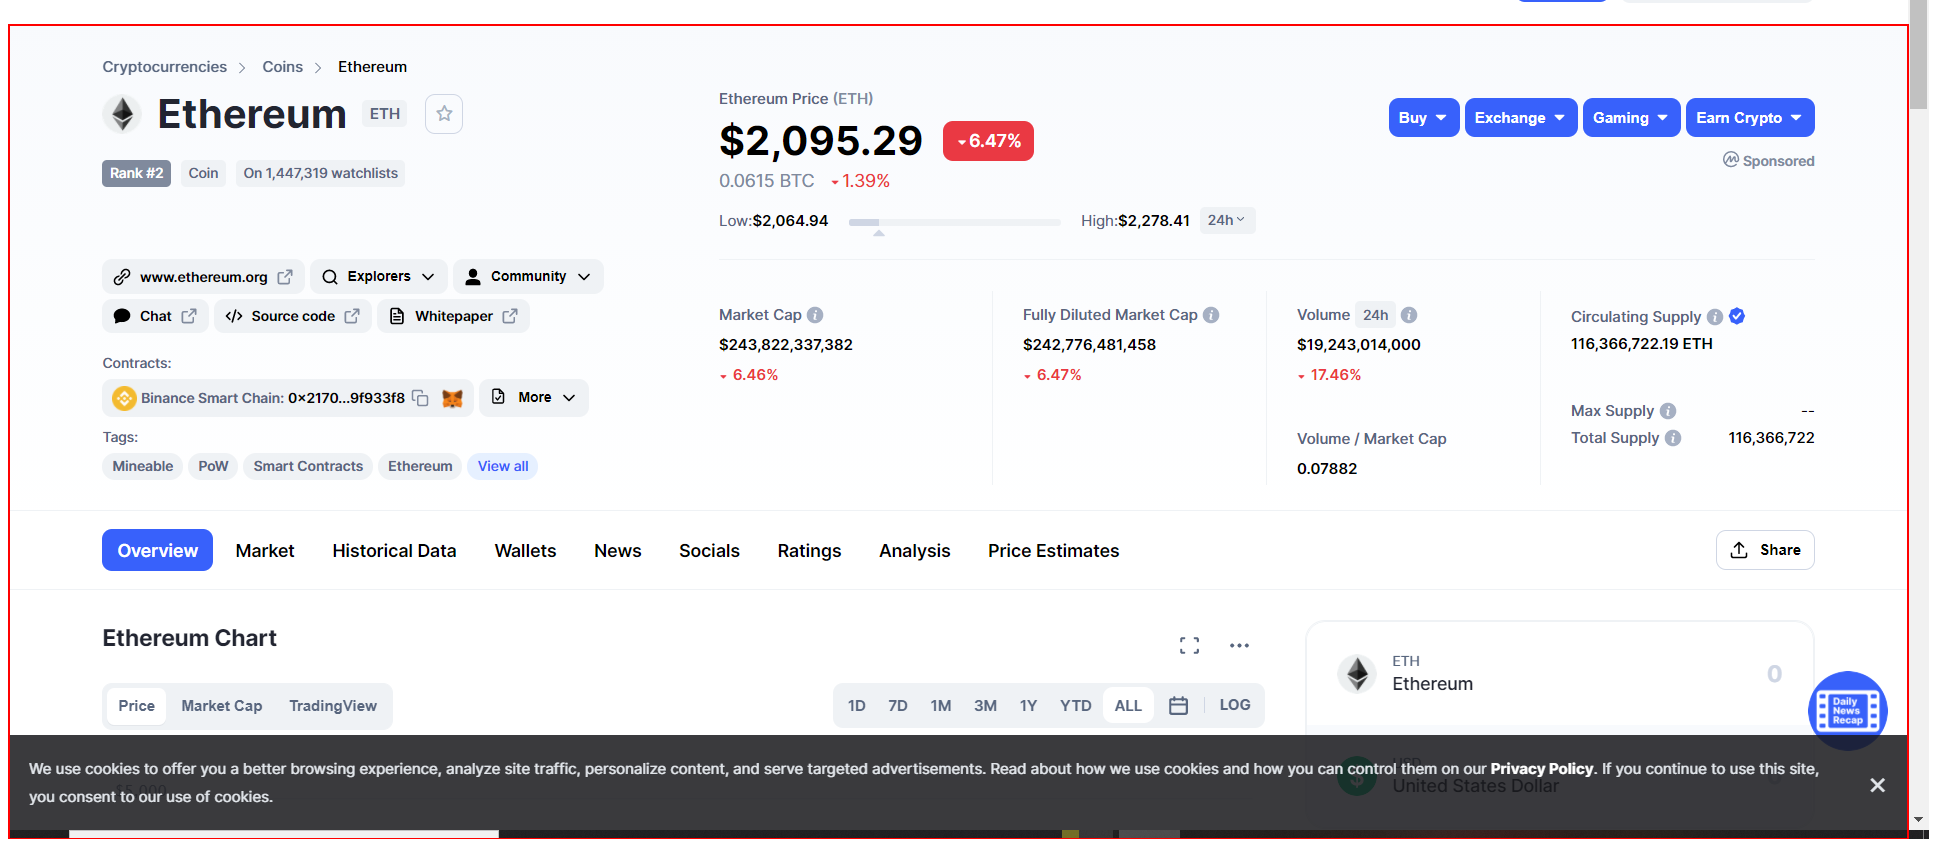 Cryptocurrencies > Coins > Ethereum
Ethereum ETH
Rank #2 Coin On 1,447,319 watchlists
www.ethereum.org Explorers Community
Chat Source code Whitepaper
Contracts:
Binance Smart Chain: 0x2170...9f933f8 More
Tags:
Mineable PoW Smart Contracts Ethereum View all
Ethereum Price (ETH)
$2,095.29 6.47%
0.0615 BTC 1.39%
Low:$2,064.94 High:$2,278.41 24h
Buy Exchange Gaming Earn Crypto
Sponsored
Market Cap
$243,822,337,382
6.46%
Fully Diluted Market Cap
$242,776,481,458
6.47%
Volume 24h
$19,243,014,000
17.46%
Volume / Market Cap
0.07882
Circulating Supply
116,366,722.19 ETH
Max Supply --
Total Supply 116,366,722
Overview Market Historical Data Wallets News Socials Ratings Analysis Price Estimates Share
Ethereum Chart
Price Market Cap TradingView 1D 7D 1M 3M 1Y YTD ALL LOG
ETH
Ethereum 0
Daily
News
Recap
USD
United States Dollar
We use cookies to offer you a better browsing experience, analyze site traffic, personalize content, and serve targeted advertisements. Read about how we use cookies and how you can control them on our Privacy Policy. If you continue to use this site,
you consent to our use of cookies.